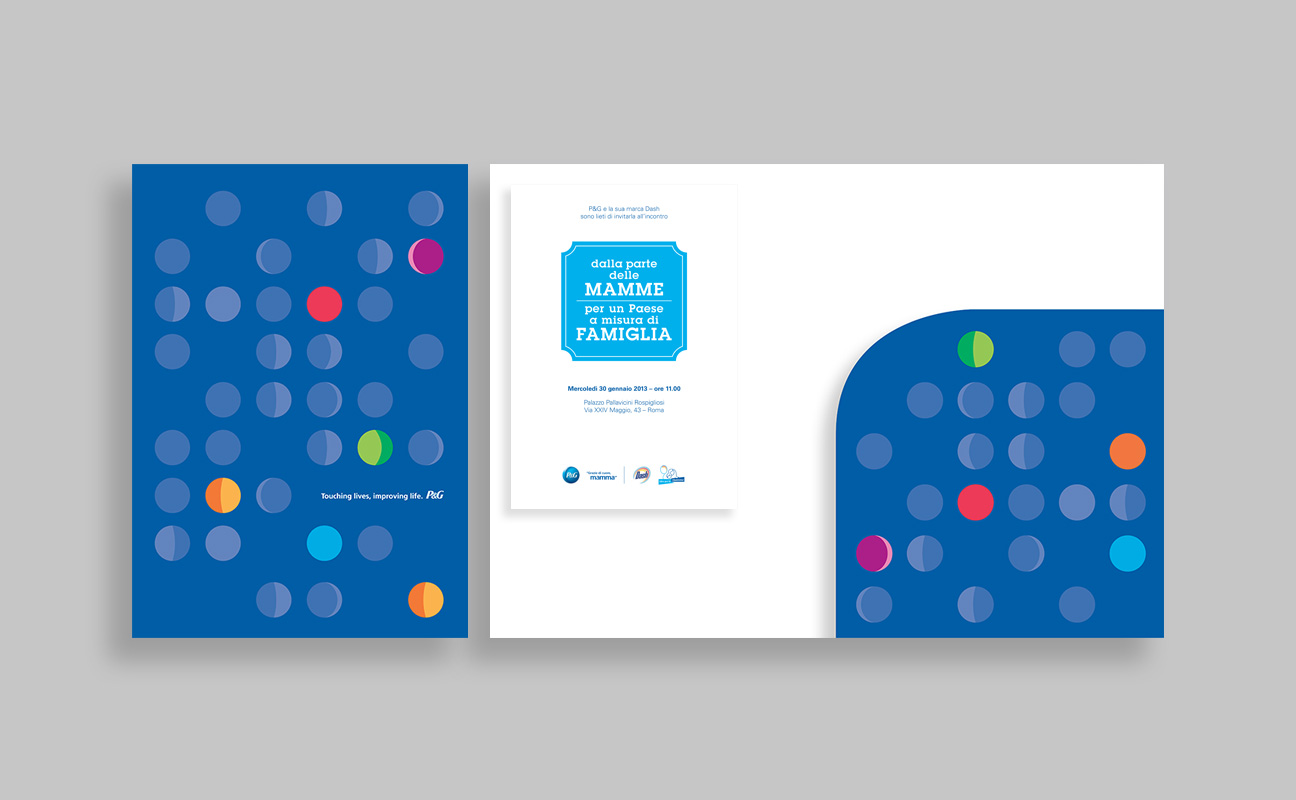 Touching lives, improving life. P&G
P&G e la sua marca Dash
sono lieti di invitarla all'incontro
dalla parte
delle
MAMME
per un Paese
a misura di
FAMIGLIA
Mercoledì 30 gennaio 2013 – ore 11.00
Palazzo Pallavicini Rospigliosi
Via XXIV Maggio, 43 – Roma
P&G
"Grazie di cuore,
mamma"
Dash